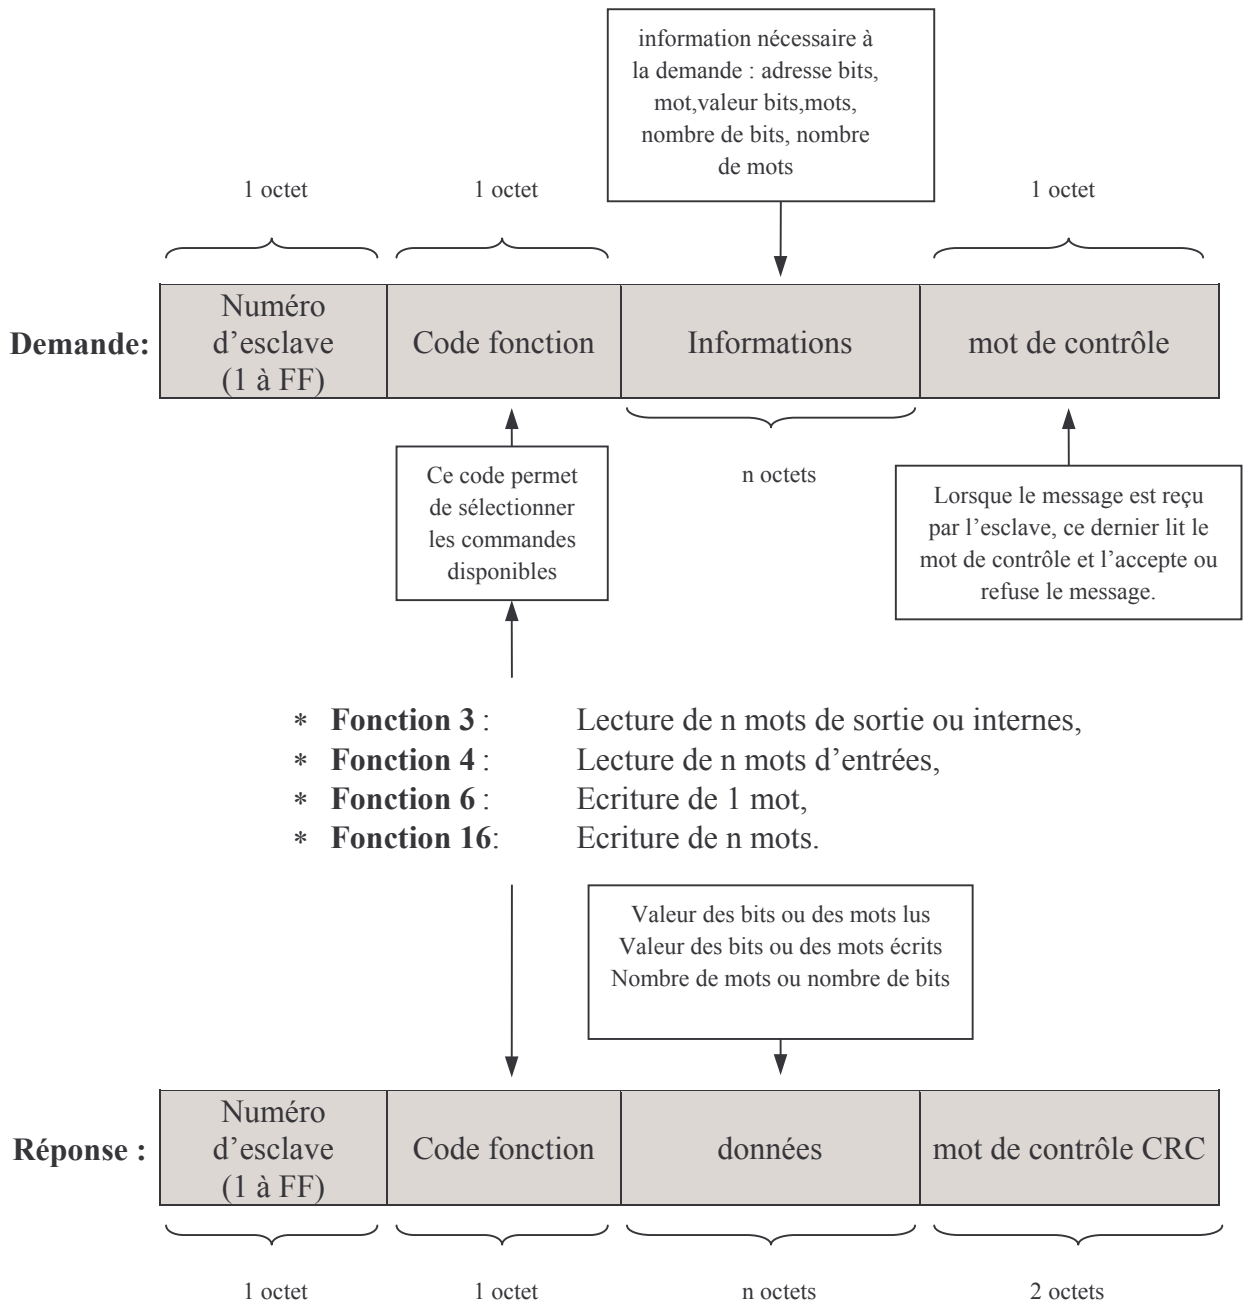 information nécessaire à
la demande : adresse bits,
mot,valeur bits,mots,
nombre de bits, nombre
de mots
1 octet
1 octet
1 octet
Demande:
Numéro
d’esclave
(1 à FF)
Code fonction
Informations
mot de contrôle
Ce code permet
de sélectionner
les commandes
disponibles
n octets
Lorsque le message est reçu
par l’esclave, ce dernier lit le
mot de contrôle et l’accepte ou
refuse le message.
* Fonction 3 : Lecture de n mots de sortie ou internes,
* Fonction 4 : Lecture de n mots d’entrées,
* Fonction 6 : Ecriture de 1 mot,
* Fonction 16: Ecriture de n mots.
Valeur des bits ou des mots lus
Valeur des bits ou des mots écrits
Nombre de mots ou nombre de bits
Réponse :
Numéro
d’esclave
(1 à FF)
Code fonction
données
mot de contrôle CRC
1 octet
1 octet
n octets
2 octets